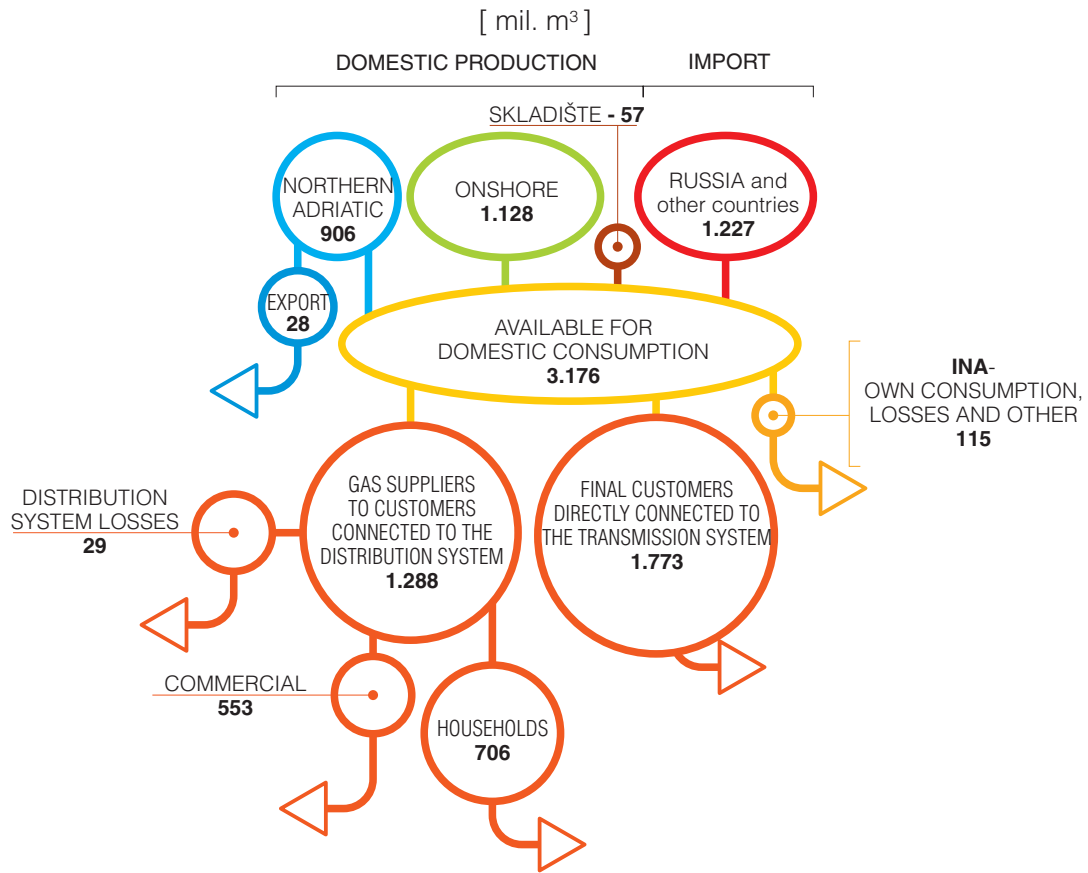 [ mil. m³ ]
DOMESTIC PRODUCTION
IMPORT
SKLADIŠTE - 57
NORTHERN
ADRIATIC
906
ONSHORE
1.128
RUSSIA and
other countries
1.227
EXPORT
28
AVAILABLE FOR
DOMESTIC CONSUMPTION
3.176
INA-
OWN CONSUMPTION,
LOSSES AND OTHER
115
DISTRIBUTION
SYSTEM LOSSES
29
GAS SUPPLIERS
TO CUSTOMERS
CONNECTED TO THE
DISTRIBUTION SYSTEM
1.288
FINAL CUSTOMERS
DIRECTLY CONNECTED TO
THE TRANSMISSION SYSTEM
1.773
COMMERCIAL
553
HOUSEHOLDS
706